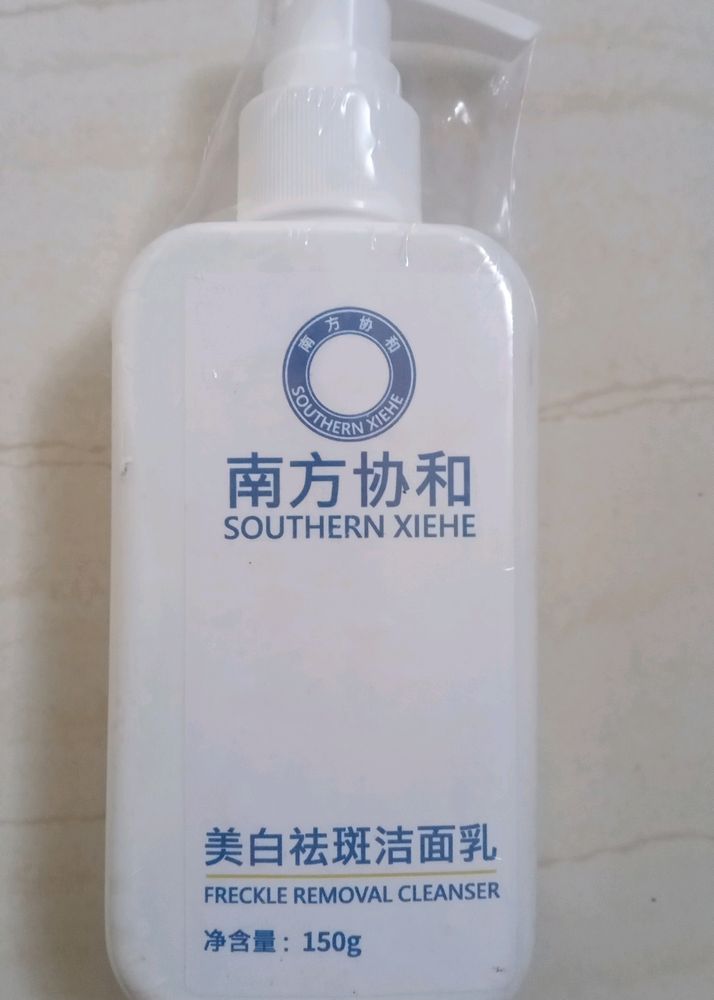 南方协和
SOUTHERN XIEHE
南方协和
SOUTHERN XIEHE
美白祛斑洁面乳
FRECKLE REMOVAL CLEANSER
净含量：150g